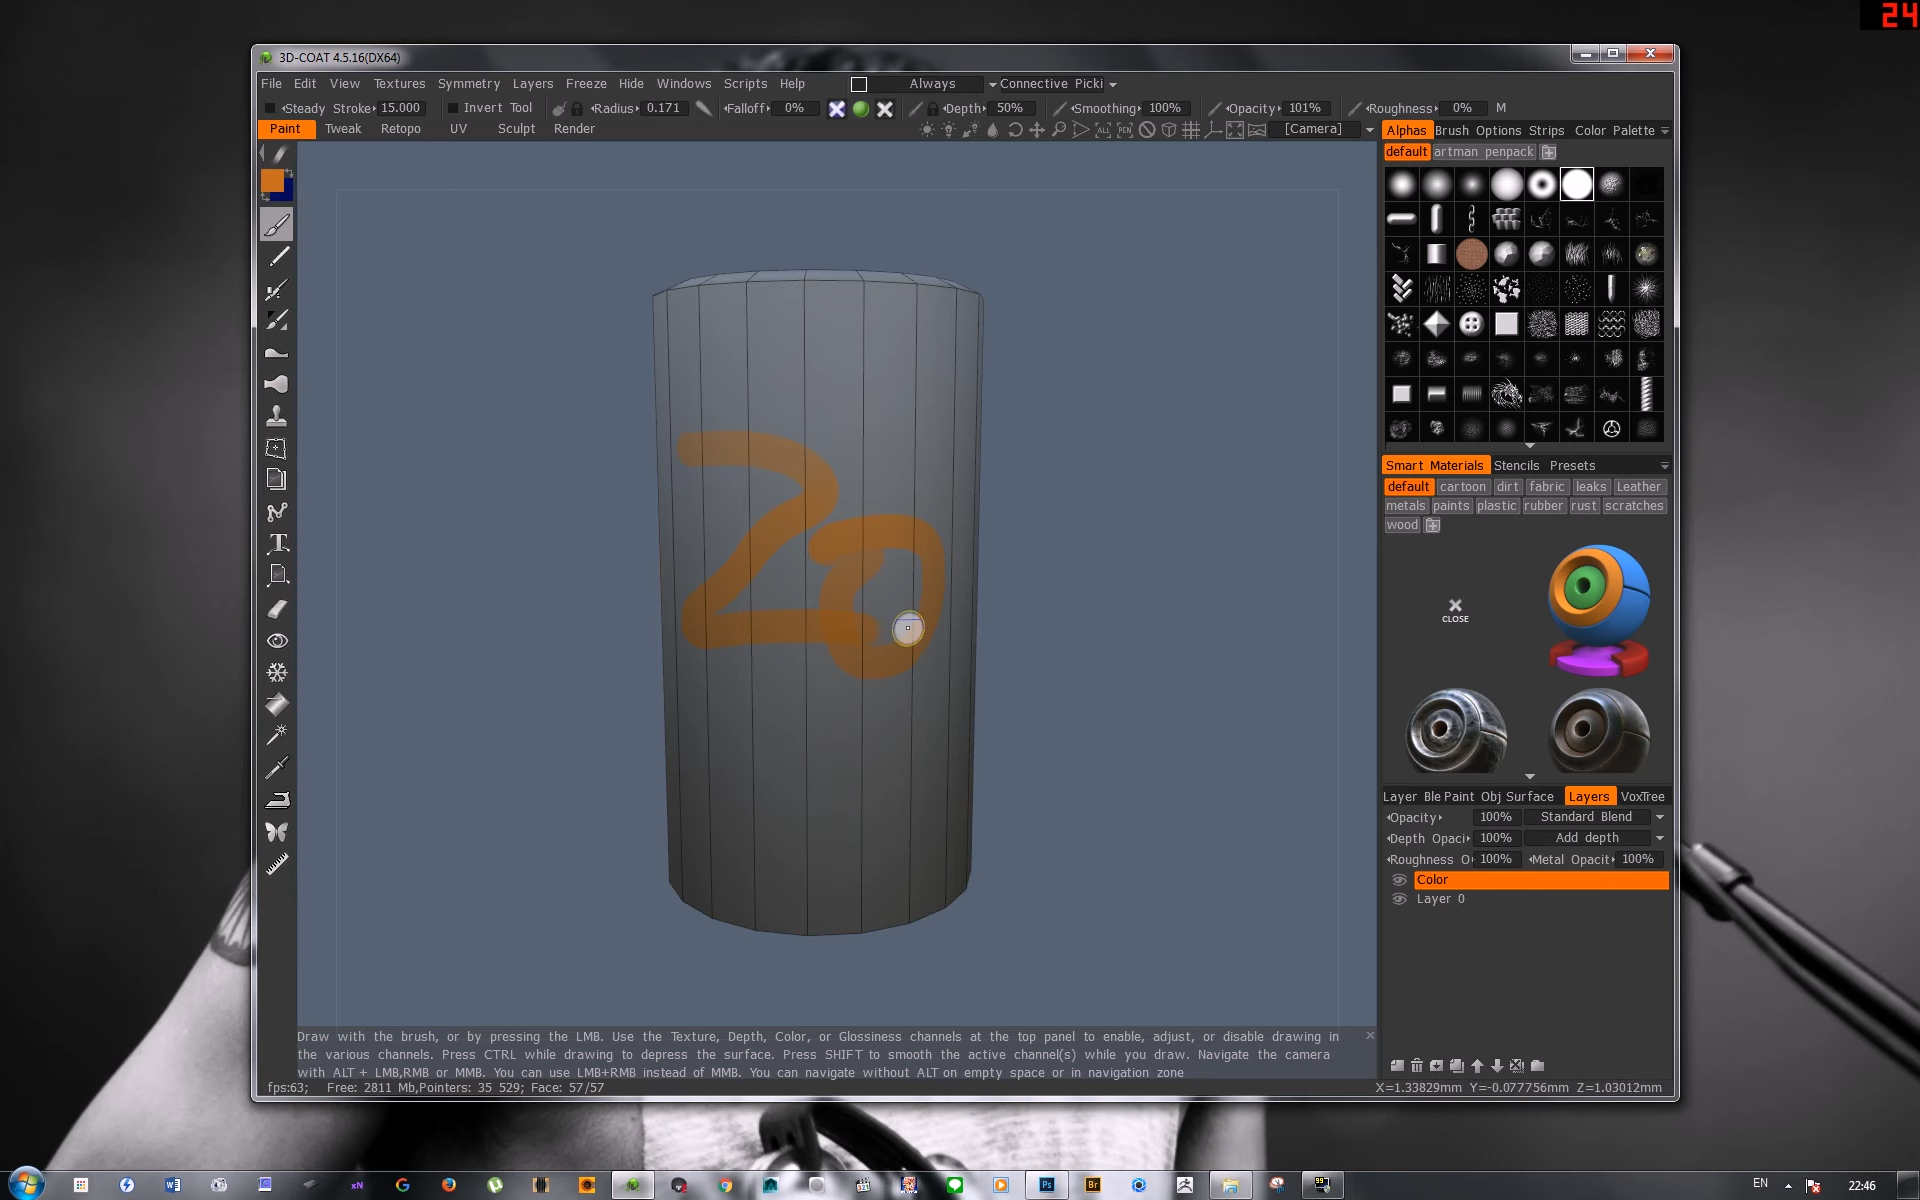 24
3D-COAT 4.5.16(DX64)
File Edit View Textures Symmetry Layers Freeze Hide Windows Scripts Help Always Connective Picki
Steady Stroke 15.000 Invert Tool Radius 0.171 Falloff 0% Depth 50% Smoothing 100% Opacity 101% Roughness 0% M
Paint Tweak Retopo UV Sculpt Render ALL PEN [Camera]
Alphas Brush Options Strips Color Palette
default artman penpack
20
Smart Materials Stencils Presets
default cartoon dirt fabric leaks Leather
metals paints plastic rubber rust scratches
wood
CLOSE
Layer Ble Paint Obj Surface Layers VoxTree
Opacity 100% Standard Blend
Depth Opaci 100% Add depth
Roughness O 100% Metal Opacit 100%
Color
Layer 0
Draw with the brush, or by pressing the LMB. Use the Texture, Depth, Color, or Glossiness channels at the top panel to enable, adjust, or disable drawing in
the various channels. Press CTRL while drawing to depress the surface. Press SHIFT to smooth the active channel(s) while you draw. Navigate the camera
with ALT + LMB,RMB or MMB. You can use LMB+RMB instead of MMB. You can navigate without ALT on empty space or in navigation zone
fps:63; Free: 2811 Mb,Pointers: 35 529; Face: 57/57
X=1.33829mm Y=-0.077756mm Z=1.03012mm
xN G Ps Br 99 EN 22:46